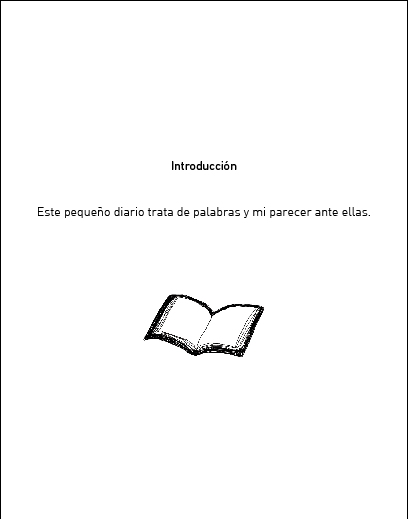 Introducción
Este pequeño diario trata de palabras y mi parecer ante ellas.